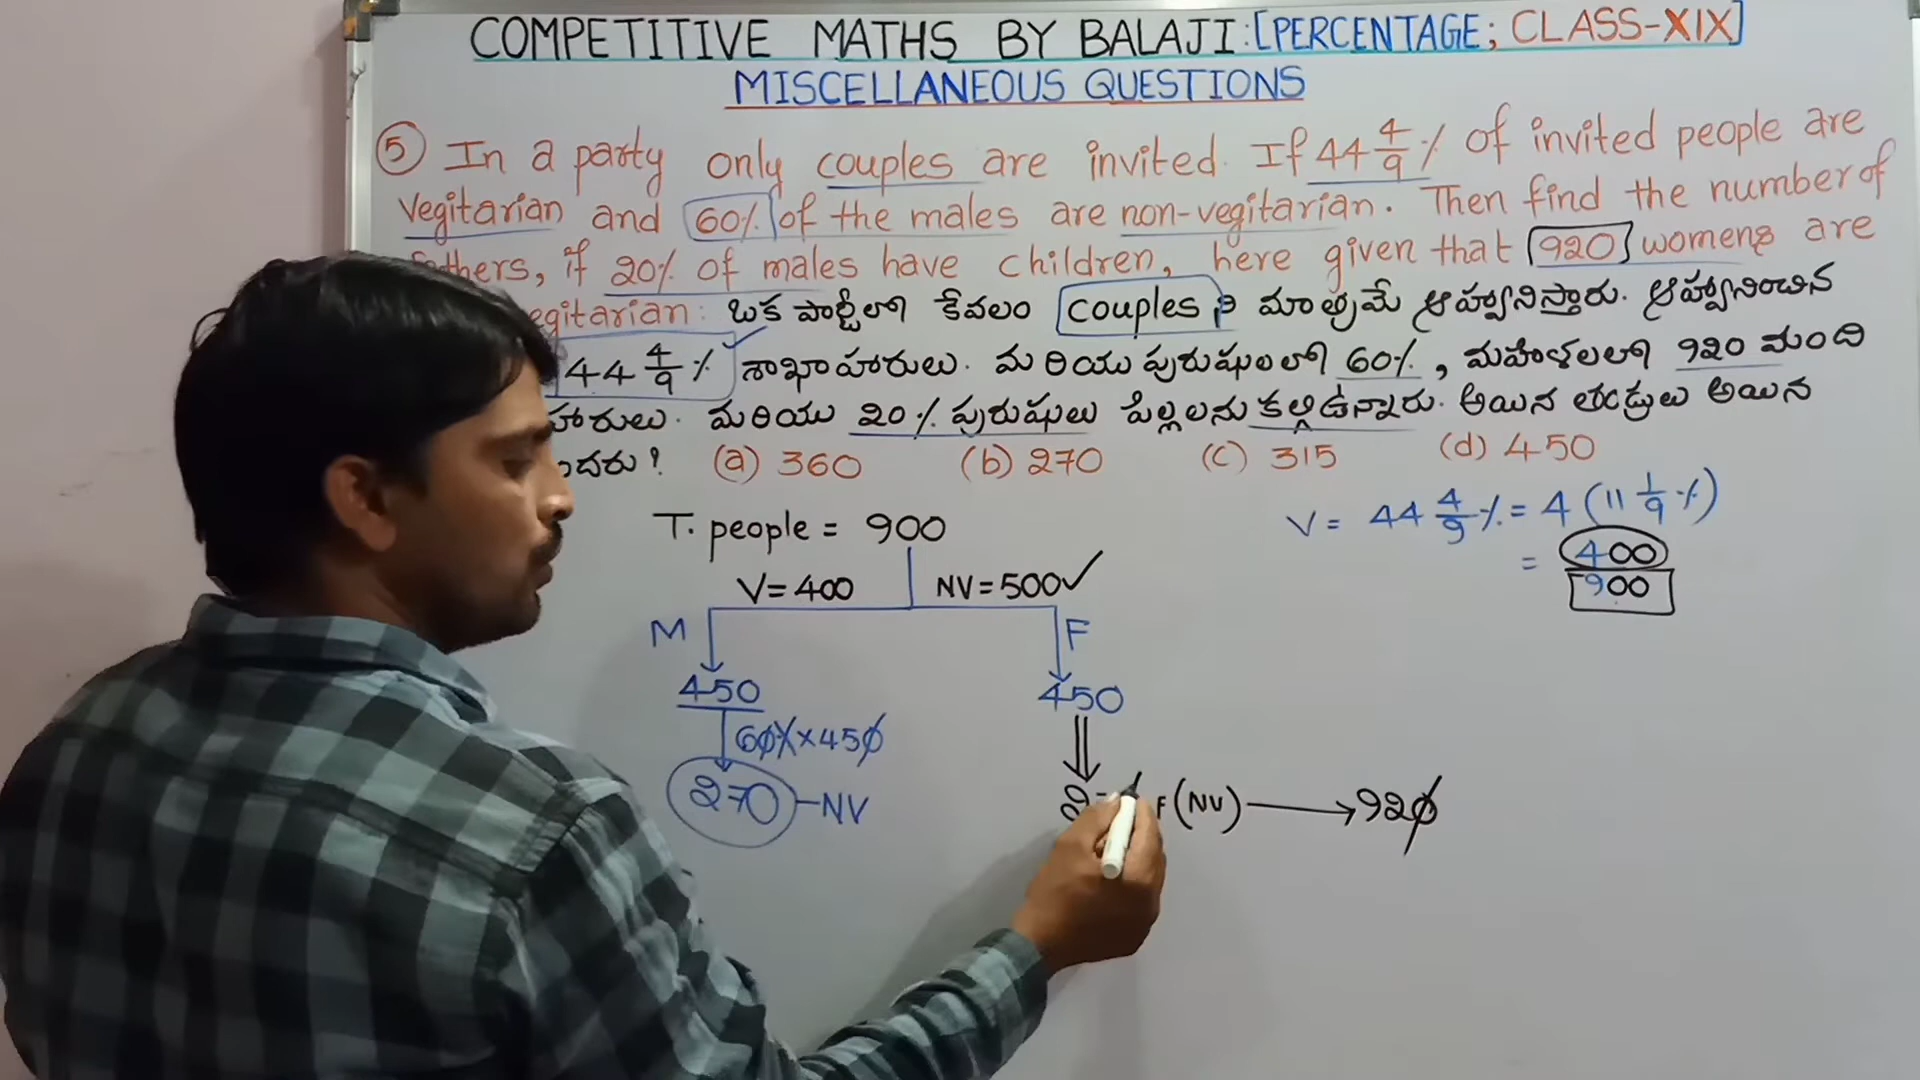 COMPETITIVE MATHS BY BALAJI:[PERCENTAGE; CLASS-XIX]
MISCELLANEOUS QUESTIONS
⑤ In a party only couples are invited. If 44 4/9 % of invited people are
vegitarian and 60% of the males are non-vegitarian. Then find the number of
thers, if 20% of males have children, here given that 920 womens are
egitarian: ఒక పార్టీలో కేవలం couples ని మాత్రమే ఆహ్వానిస్తారు. ఆహ్వానించిన
44 4/9 % శాఖాహారులు. మరియు పురుషులలో 60%, మహిళలలో 920 మంది
హారులు. మరియు 20% పురుషులు పిల్లలను కల్గిఉన్నారు. అయిన తండ్రులు అయిన
దరు? (a) 360 (b) 270 (c) 315 (d) 450
T. people = 900
V = 44 4/9 % = 4 (11 1/9 %)
= 400/900
V=400 NV=500✓
M F
450 450
60%×450
270 -NV
F(NV) → 920